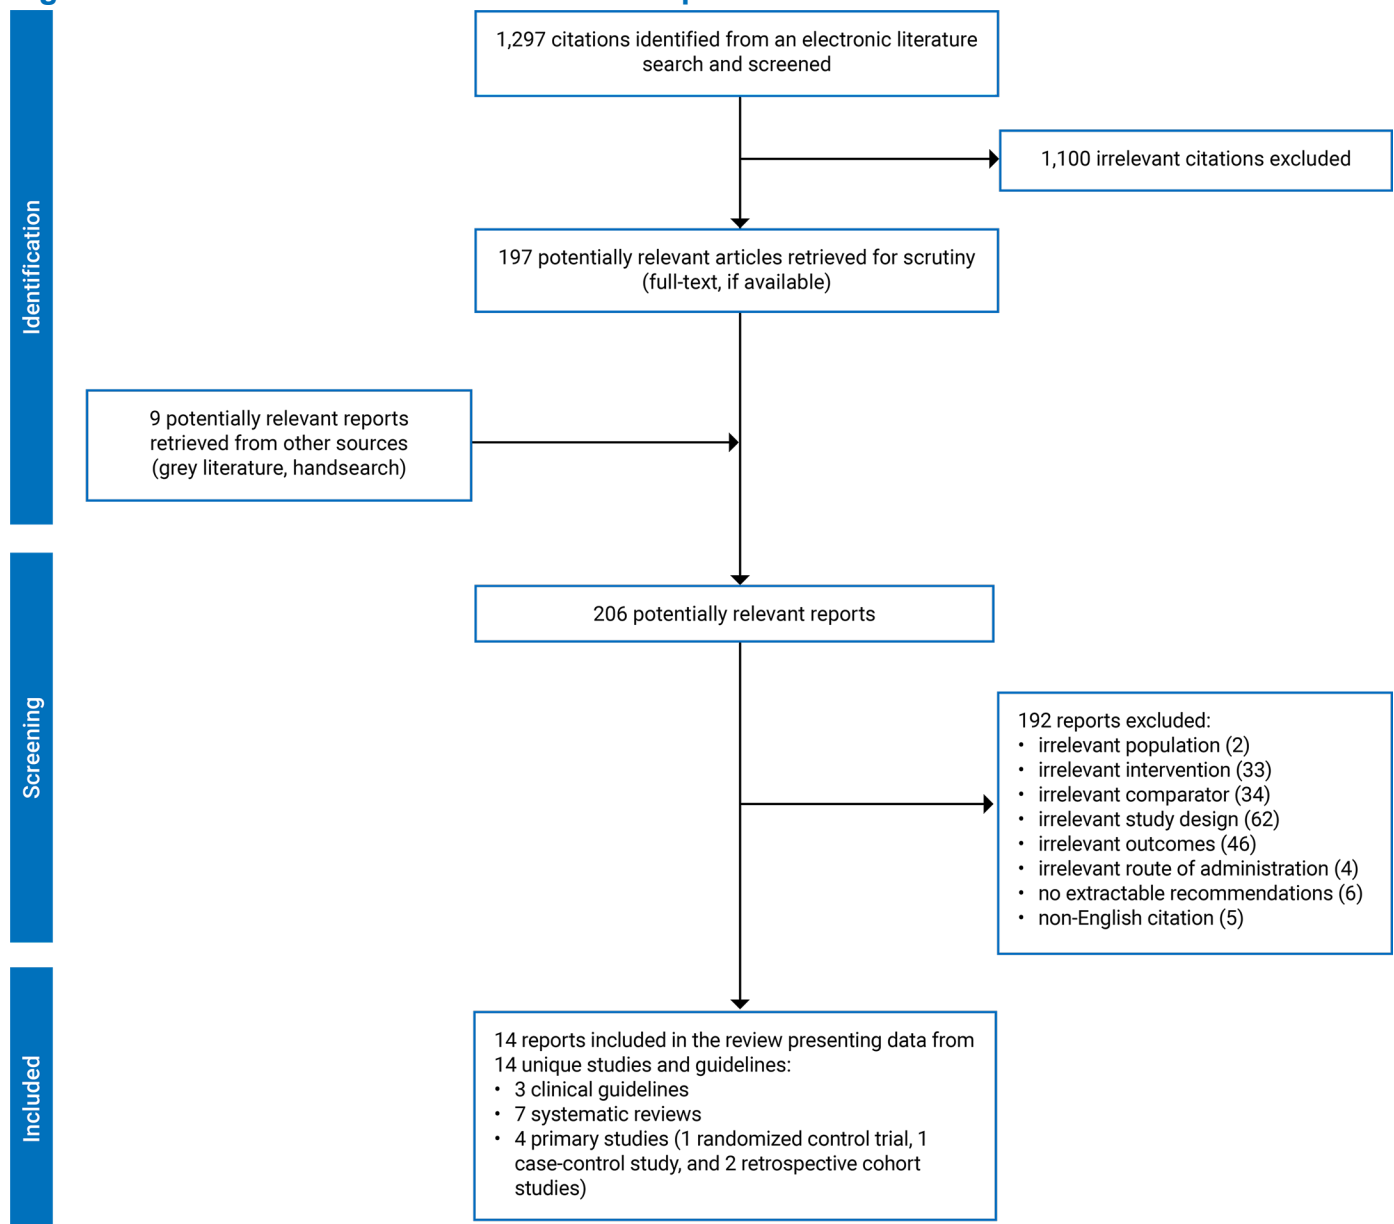 1,297 citations identified from an electronic literature
search and screened
1,100 irrelevant citations excluded
Identification
197 potentially relevant articles retrieved for scrutiny
(full-text, if available)
9 potentially relevant reports
retrieved from other sources
(grey literature, handsearch)
206 potentially relevant reports
Screening
192 reports excluded:
• irrelevant population (2)
• irrelevant intervention (33)
• irrelevant comparator (34)
• irrelevant study design (62)
• irrelevant outcomes (46)
• irrelevant route of administration (4)
• no extractable recommendations (6)
• non-English citation (5)
Included
14 reports included in the review presenting data from
14 unique studies and guidelines:
• 3 clinical guidelines
• 7 systematic reviews
• 4 primary studies (1 randomized control trial, 1
case-control study, and 2 retrospective cohort
studies)